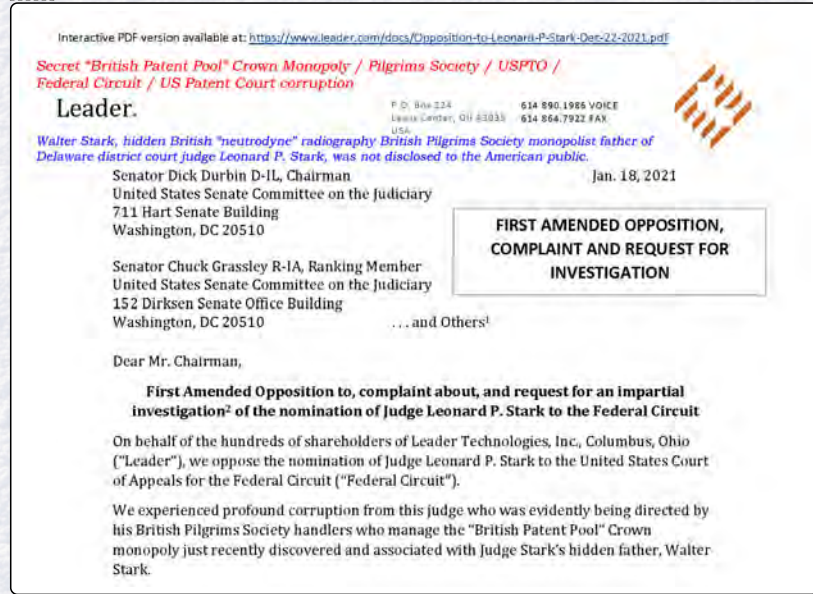 Interactive PDF version available at: https://www.leader.com/docs/Opposition-to-Leonard-P-Stark-Dec-22-2021.pdf
Secret "British Patent Pool" Crown Monopoly / Pilgrims Society / USPTO /
Federal Circuit / US Patent Court corruption
Leader.
P.O. Box 224
Lewis Center, OH 43035
USA
614 890.1986 VOICE
614 864.7922 FAX
Walter Stark, hidden British "neutrodyne" radiography British Pilgrims Society monopolist father of
Delaware district court judge Leonard P. Stark, was not disclosed to the American public.
Senator Dick Durbin D-IL, Chairman
Jan. 18, 2021
United States Senate Committee on the Judiciary
711 Hart Senate Building
Washington, DC 20510
FIRST AMENDED OPPOSITION,
COMPLAINT AND REQUEST FOR
INVESTIGATION
Senator Chuck Grassley R-IA, Ranking Member
United States Senate Committee on the Judiciary
152 Dirksen Senate Office Building
Washington, DC 20510 ...and Others¹
Dear Mr. Chairman,
First Amended Opposition to, complaint about, and request for an impartial
investigation² of the nomination of Judge Leonard P. Stark to the Federal Circuit
On behalf of the hundreds of shareholders of Leader Technologies, Inc., Columbus, Ohio
("Leader"), we oppose the nomination of Judge Leonard P. Stark to the United States Court
of Appeals for the Federal Circuit ("Federal Circuit").
We experienced profound corruption from this judge who was evidently being directed by
his British Pilgrims Society handlers who manage the "British Patent Pool" Crown
monopoly just recently discovered and associated with Judge Stark's hidden father, Walter
Stark.